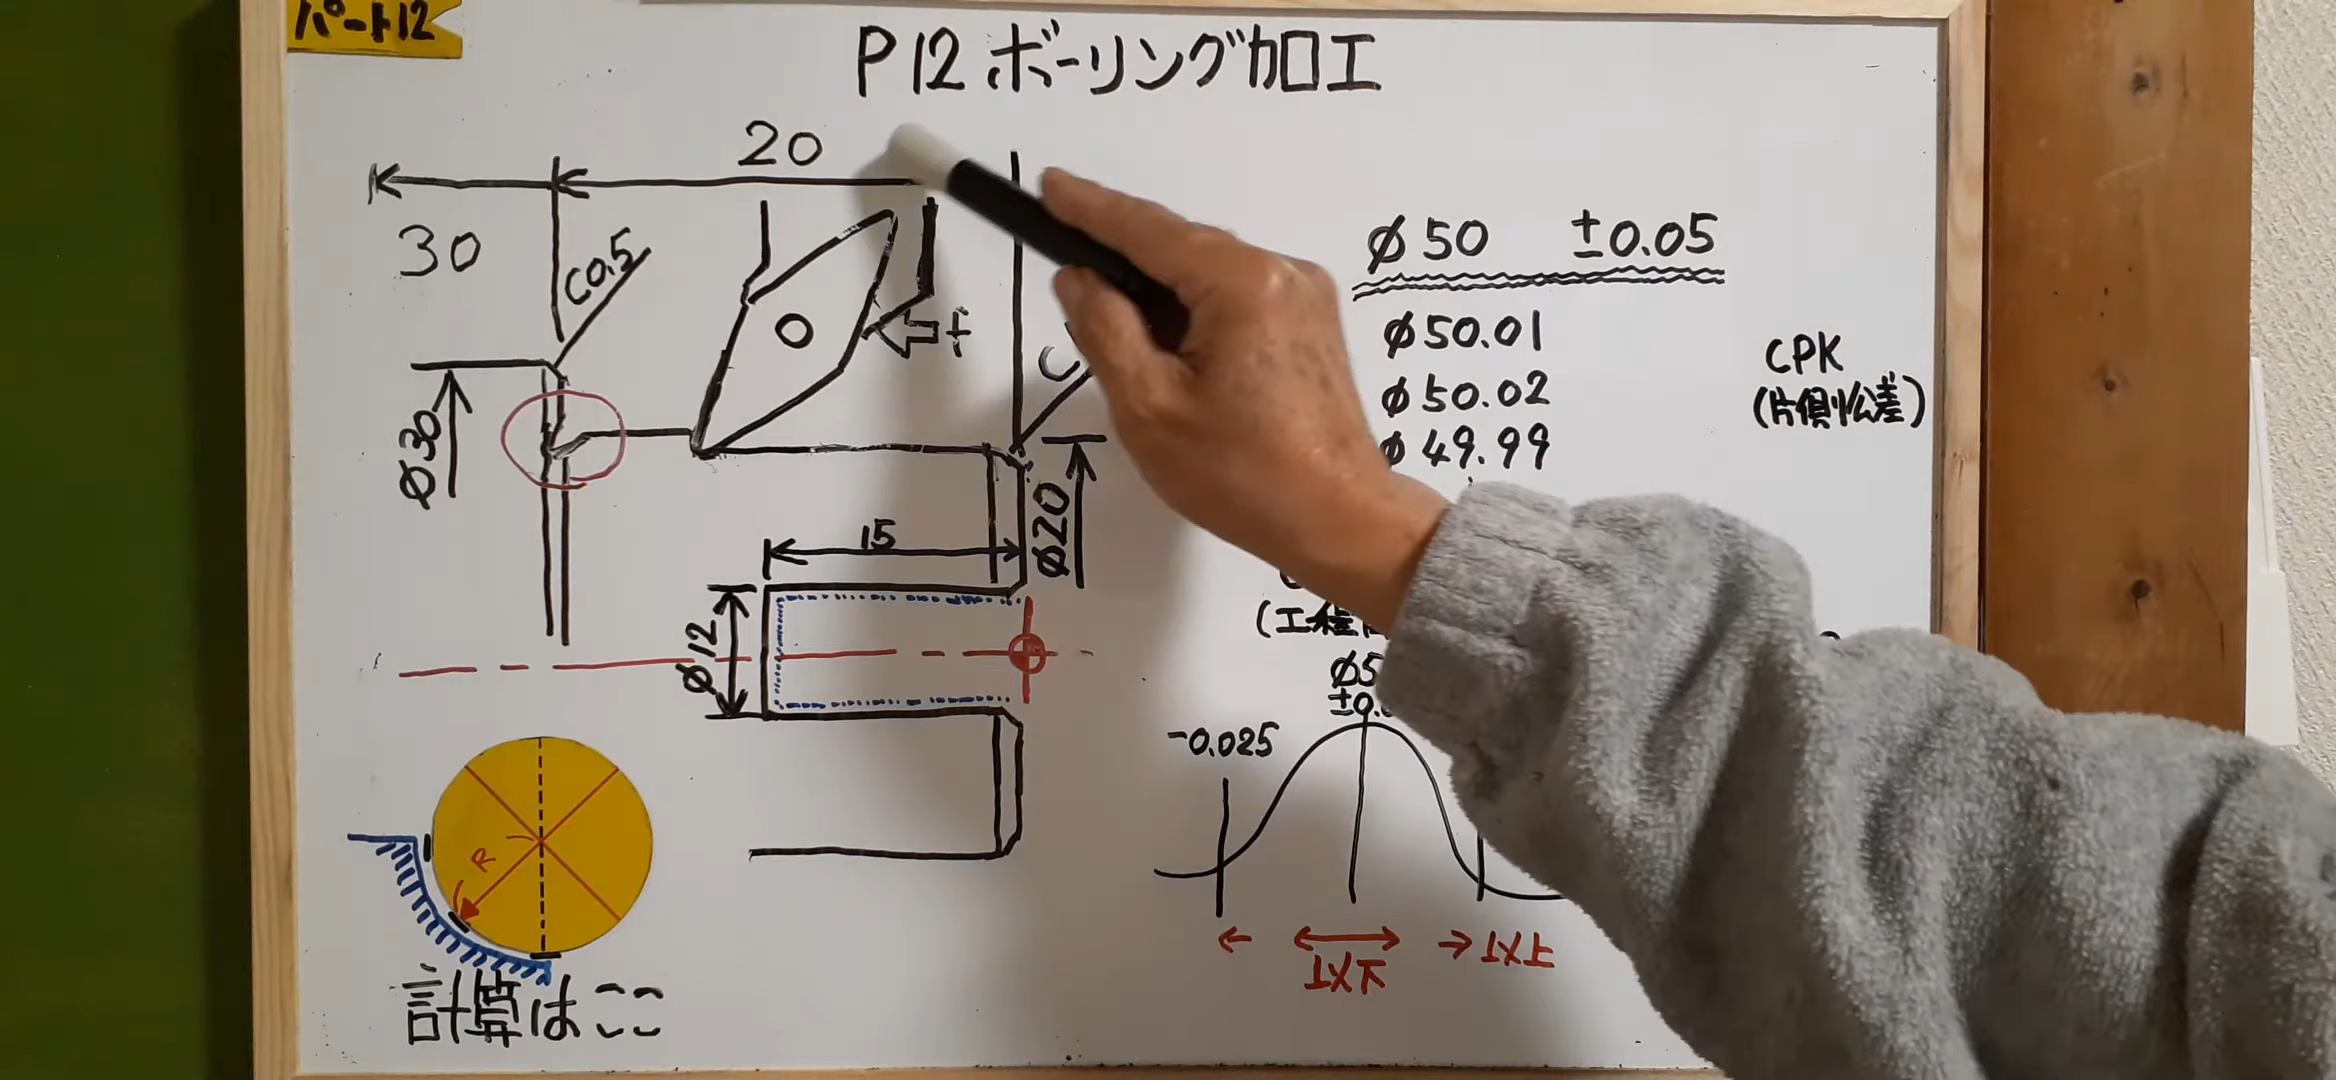 パート12
P12 ボーリング加工
20
30
C0.5
f
φ30
15
φ20
φ12
R
計算はここ
φ50 ±0.05
φ50.01
φ50.02
φ49.99
CPK
(片側公差)
-0.025
1以下
1以上